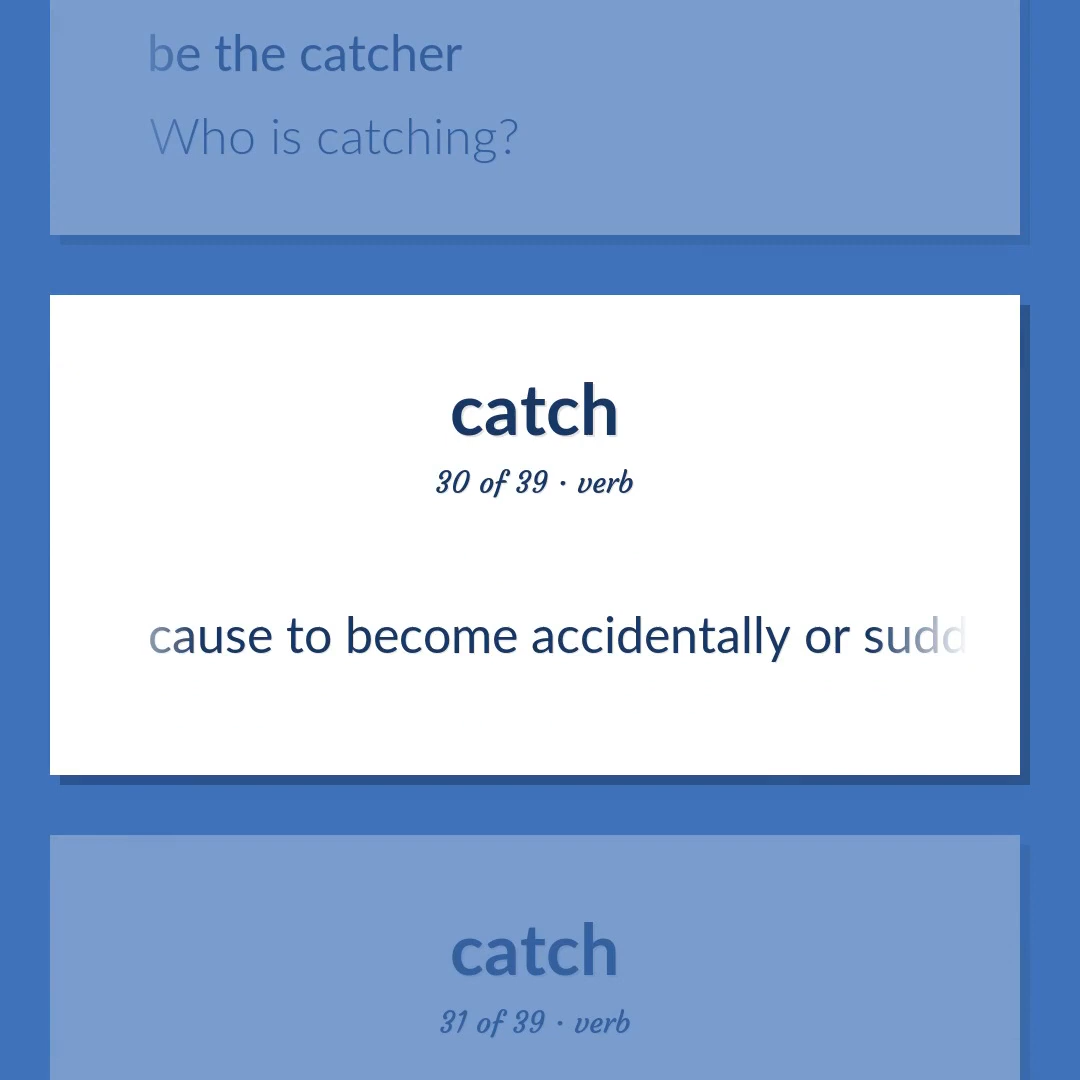 be the catcher
Who is catching?
catch
30 of 39 · verb
cause to become accidentally or sudd
catch
31 of 39 · verb